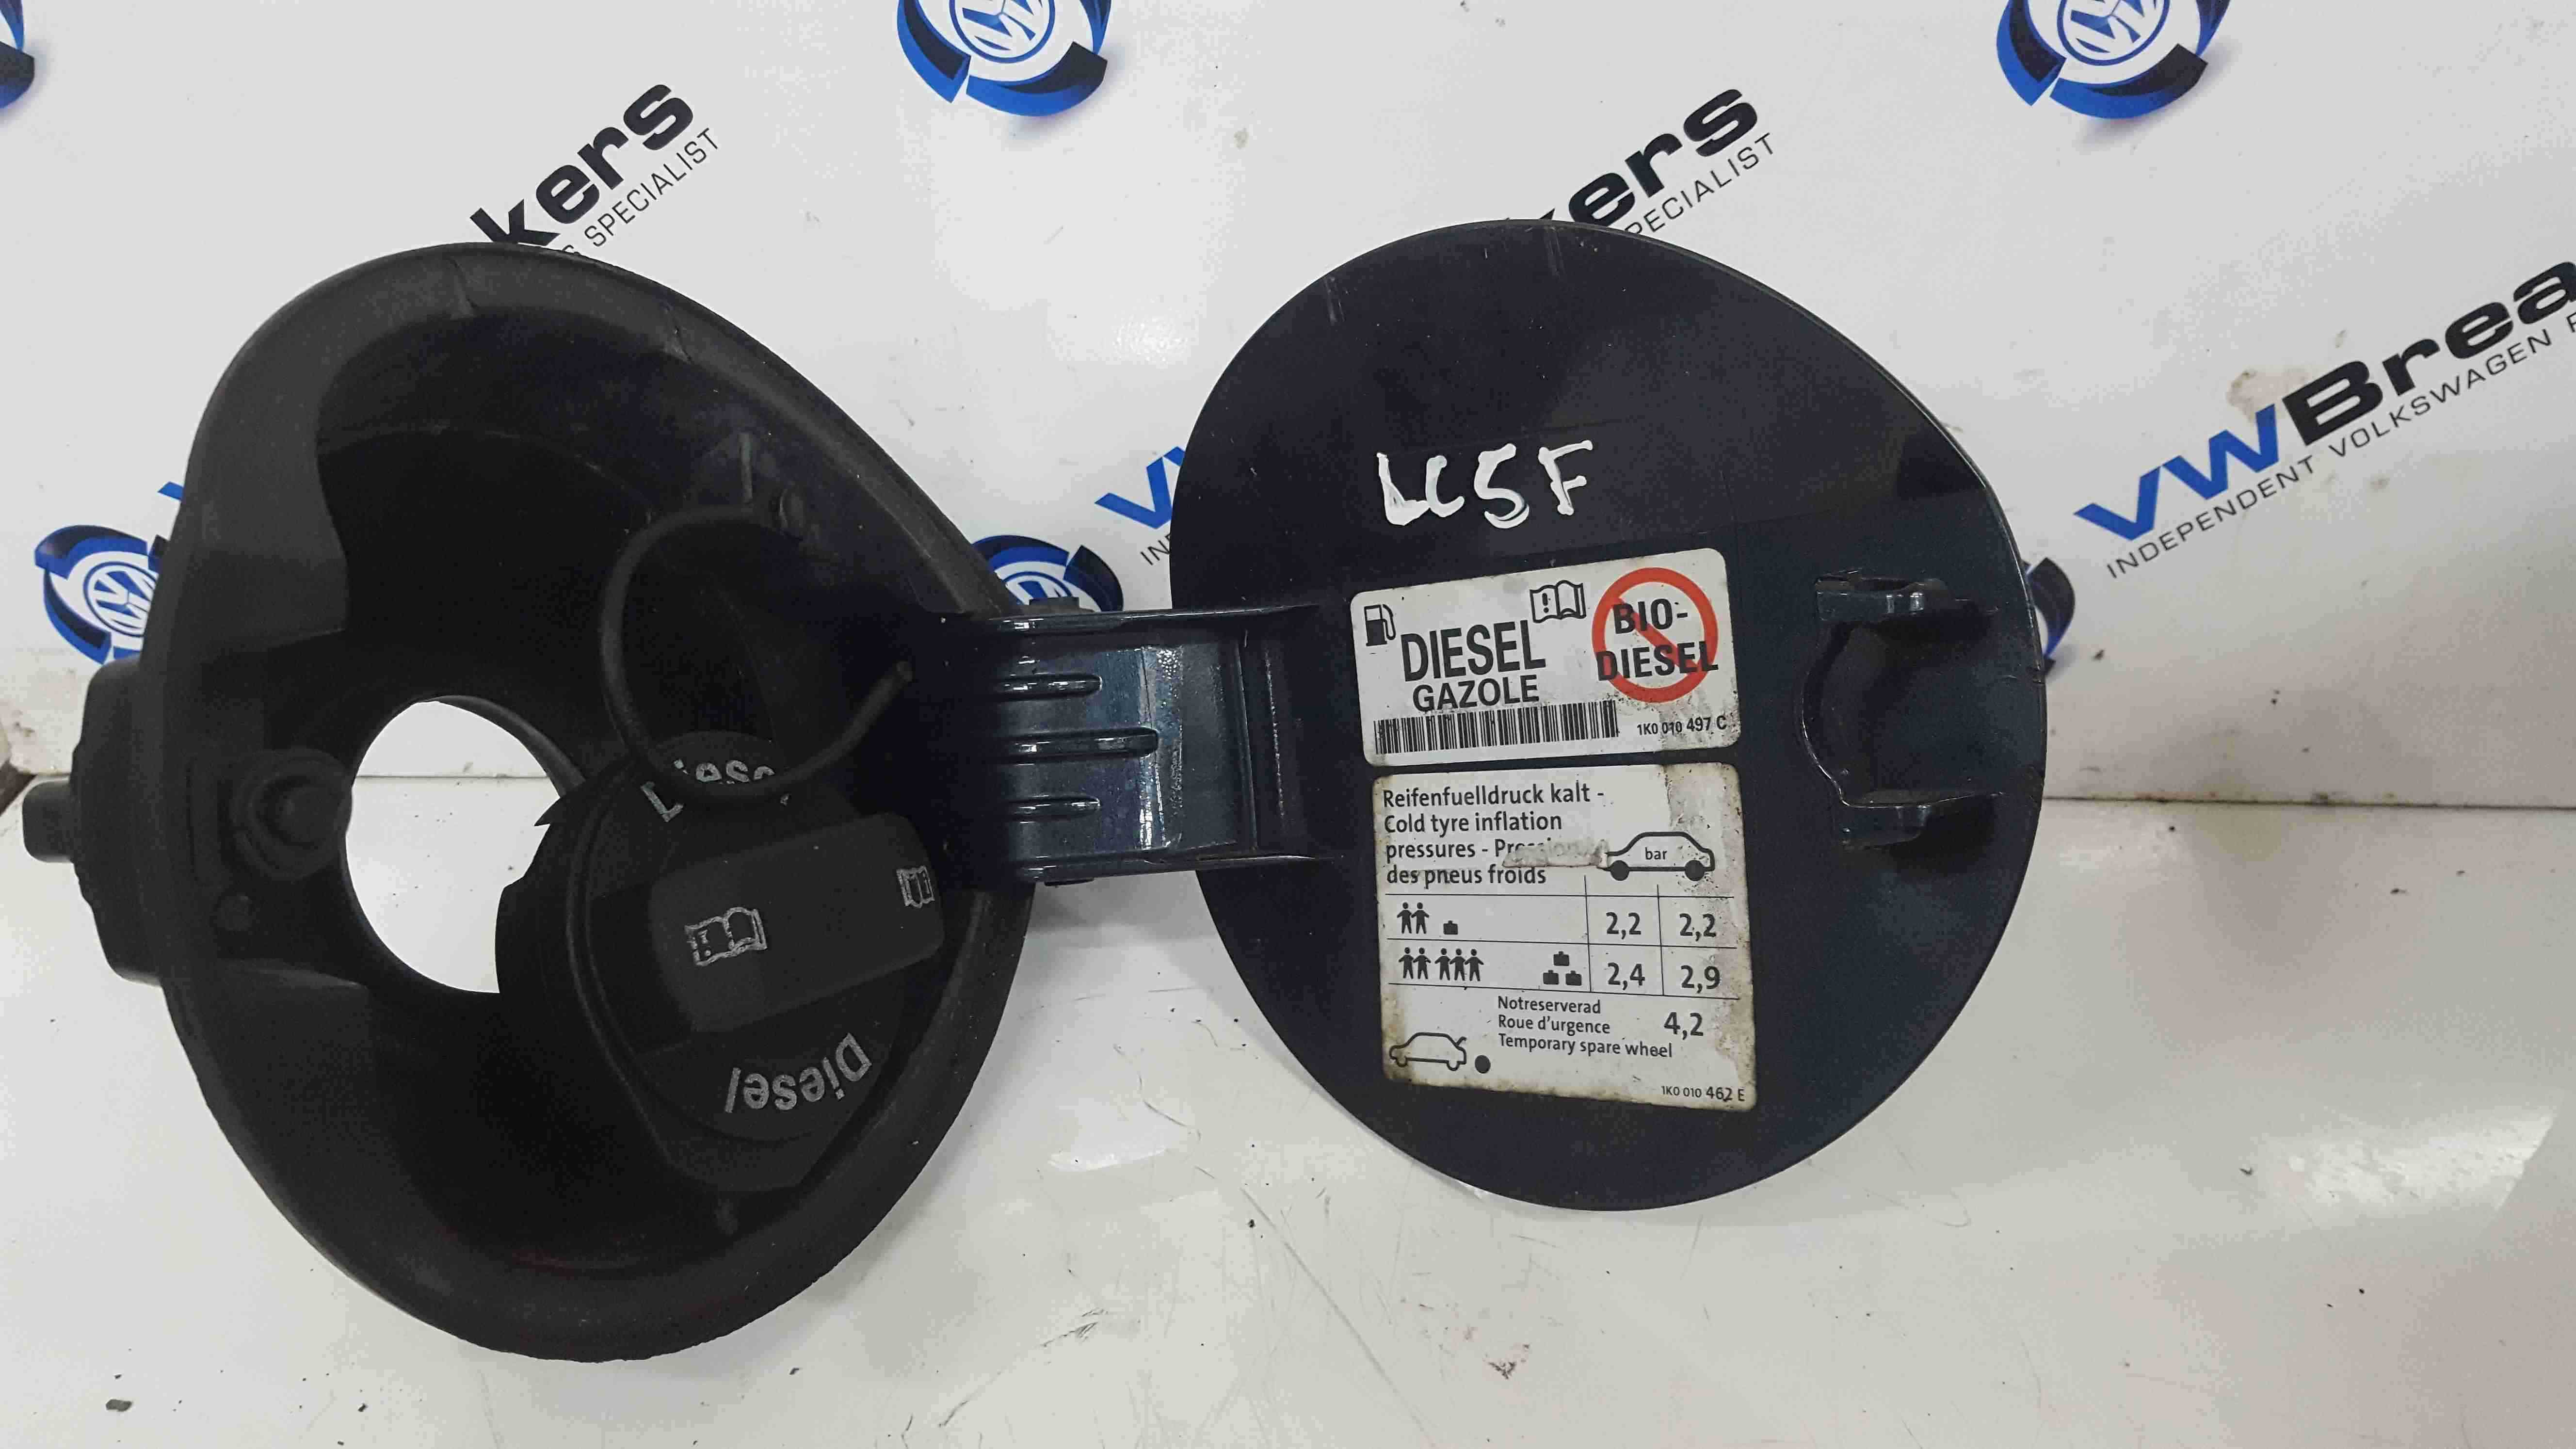 kers
SPECIALIST
kers
PECIALIST
VWBrea
INDEPENDENT VOLKSWAGEN
LC5F
DIESEL
GAZOLE
BIO-
DIESEL
1K0 010 497 C
Reifenfuelldruck kalt -
Cold tyre inflation
pressures - Pression
des pneus froids
bar
2,2 2,2
2,4 2,9
Notreserverad
Roue d'urgence
Temporary spare wheel
4,2
1K0 010 462 E
Diesel
Diesel